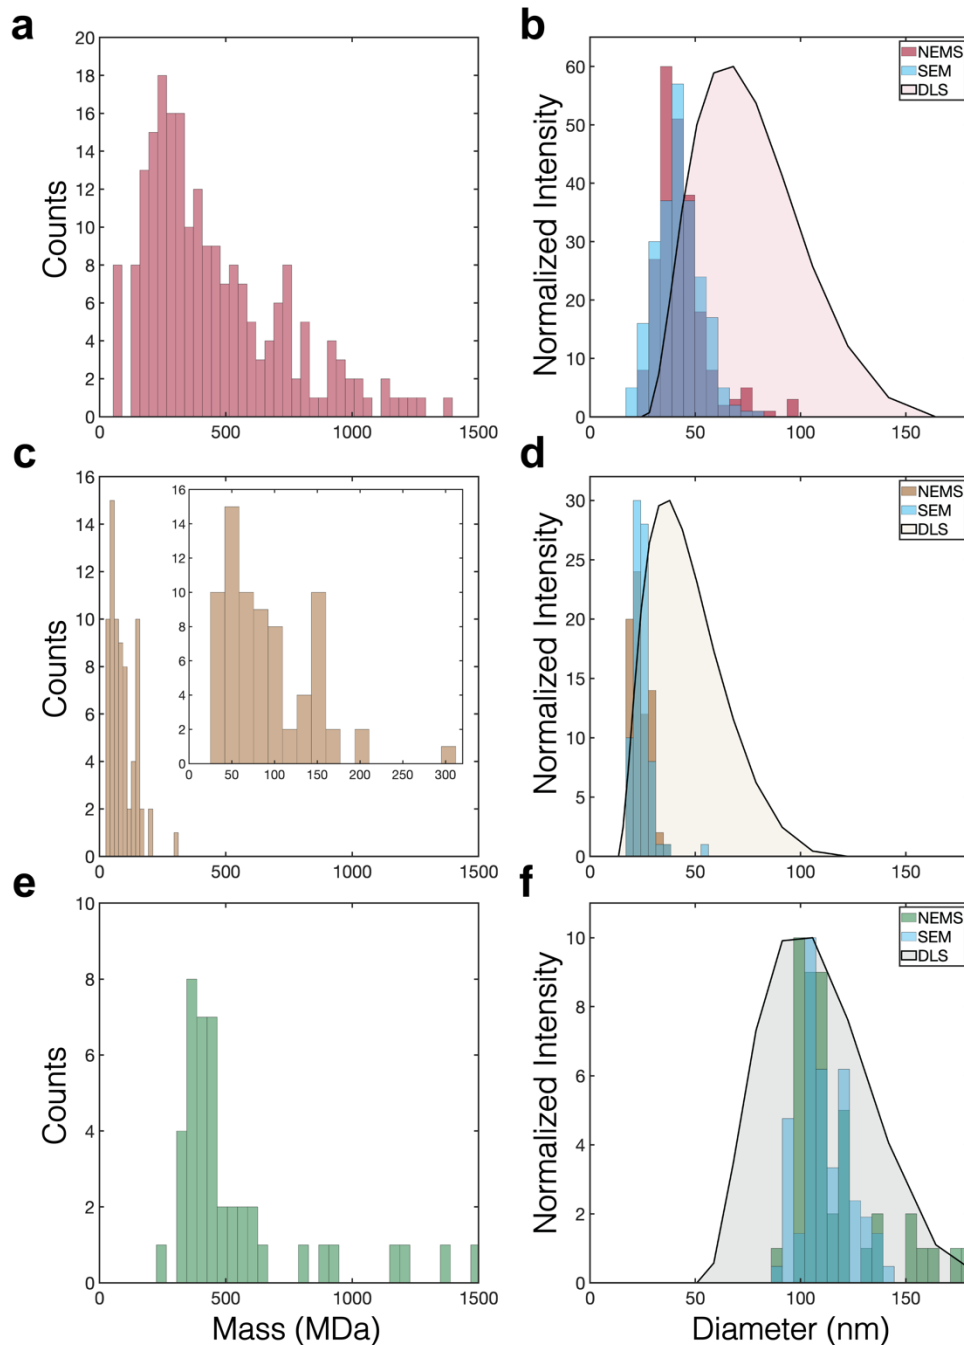 a
20
18
16
14
12
10
8
6
4
2
0
Counts
0 500 1000 1500
b
60
50
40
30
20
10
0
Normalized Intensity
NEMS
SEM
DLS
0 50 100 150
c
16
14
12
10
8
6
4
2
0
Counts
16
14
12
10
8
6
4
2
0
0 50 100 150 200 250 300
0 500 1000 1500
d
30
25
20
15
10
5
0
Normalized Intensity
NEMS
SEM
DLS
0 50 100 150
e
10
8
6
4
2
0
Counts
0 500 1000 1500
Mass (MDa)
f
10
8
6
4
2
0
Normalized Intensity
NEMS
SEM
DLS
0 50 100 150
Diameter (nm)